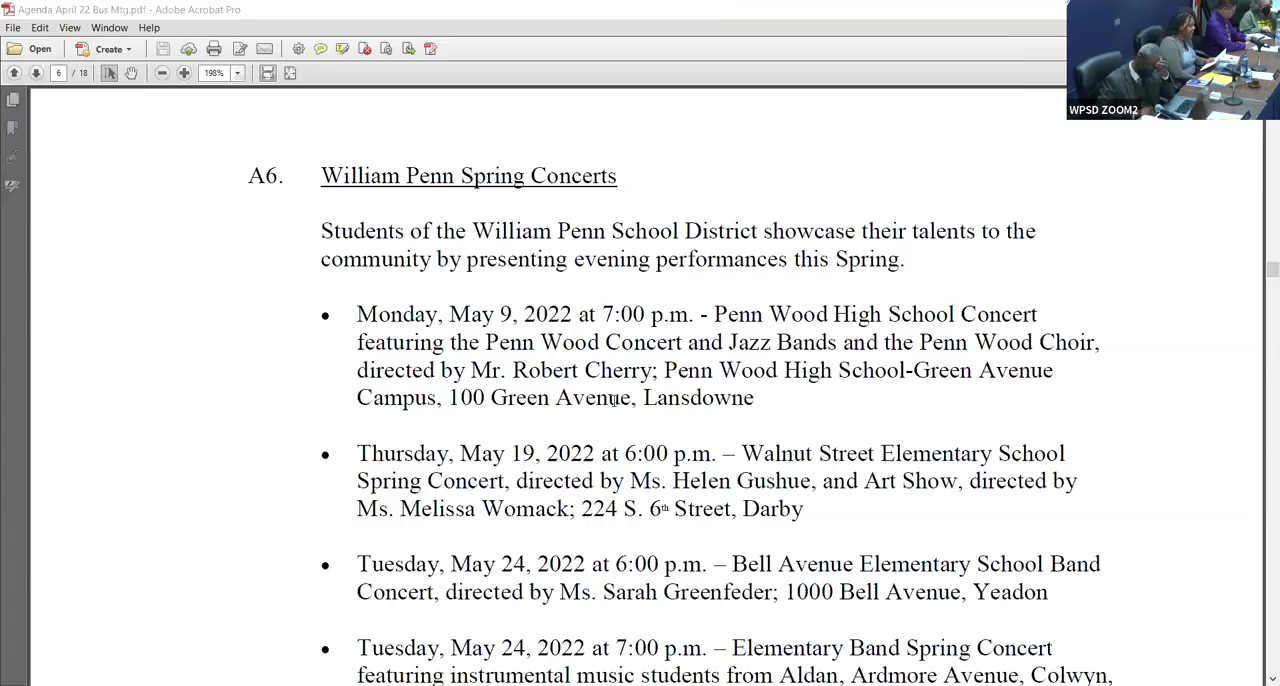 Agenda April 22 Bus Mtg.pdf - Adobe Acrobat Pro
File Edit View Window Help
Open Create
6 / 18 198%
WPSD ZOOM2
A6. William Penn Spring Concerts
Students of the William Penn School District showcase their talents to the
community by presenting evening performances this Spring.
• Monday, May 9, 2022 at 7:00 p.m. - Penn Wood High School Concert
featuring the Penn Wood Concert and Jazz Bands and the Penn Wood Choir,
directed by Mr. Robert Cherry; Penn Wood High School-Green Avenue
Campus, 100 Green Avenue, Lansdowne
• Thursday, May 19, 2022 at 6:00 p.m. – Walnut Street Elementary School
Spring Concert, directed by Ms. Helen Gushue, and Art Show, directed by
Ms. Melissa Womack; 224 S. 6th Street, Darby
• Tuesday, May 24, 2022 at 6:00 p.m. – Bell Avenue Elementary School Band
Concert, directed by Ms. Sarah Greenfeder; 1000 Bell Avenue, Yeadon
• Tuesday, May 24, 2022 at 7:00 p.m. – Elementary Band Spring Concert
featuring instrumental music students from Aldan, Ardmore Avenue, Colwyn,